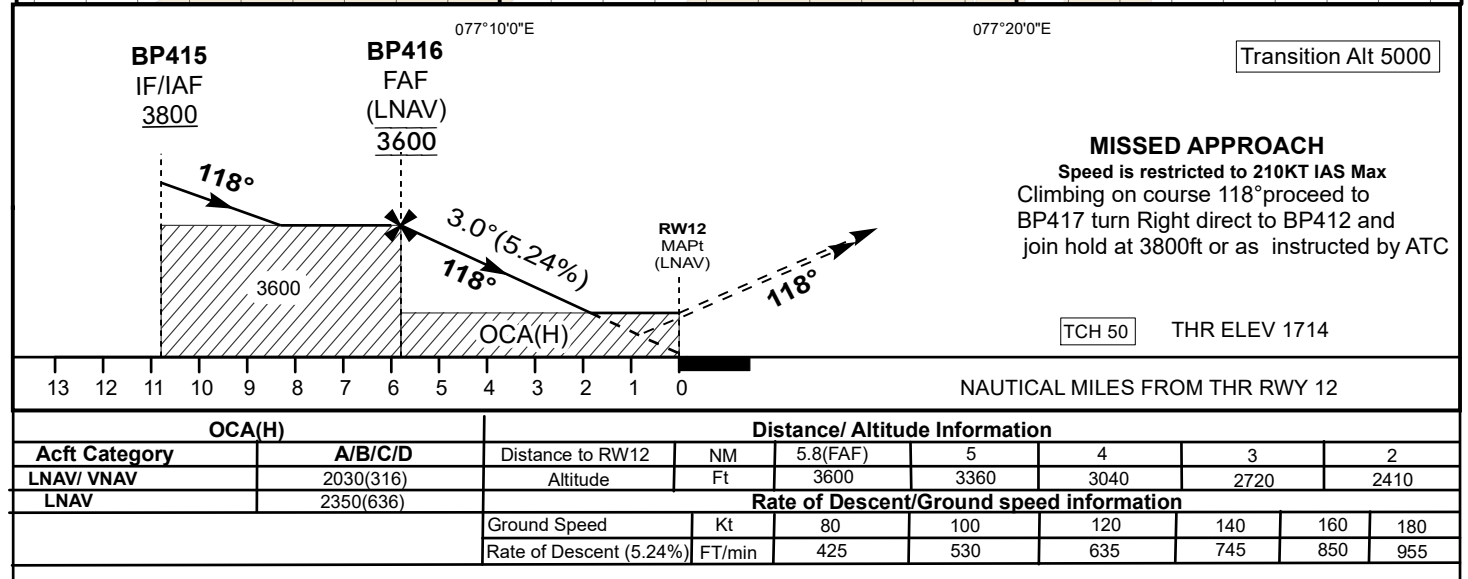 077°10'0"E
077°20'0"E
BP415
IF/IAF
3800
BP416
FAF
(LNAV)
3600
Transition Alt 5000
MISSED APPROACH
Speed is restricted to 210KT IAS Max
Climbing on course 118°proceed to
BP417 turn Right direct to BP412 and
join hold at 3800ft or as instructed by ATC
118°
3.0°(5.24%)
118°
RW12
MAPt
(LNAV)
118°
3600
OCA(H)
TCH 50 THR ELEV 1714
13 12 11 10 9 8 7 6 5 4 3 2 1 0 NAUTICAL MILES FROM THR RWY 12
OCA(H) Distance/ Altitude Information
Acft Category A/B/C/D Distance to RW12 NM 5.8(FAF) 5 4 3 2
LNAV/ VNAV 2030(316) Altitude Ft 3600 3360 3040 2720 2410
LNAV 2350(636) Rate of Descent/Ground speed information
Ground Speed Kt 80 100 120 140 160 180
Rate of Descent (5.24%) FT/min 425 530 635 745 850 955